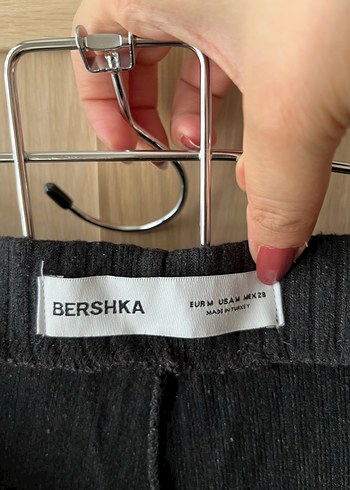 BERSHKA
EUR M USA M MEX 28
MADE IN TURKEY